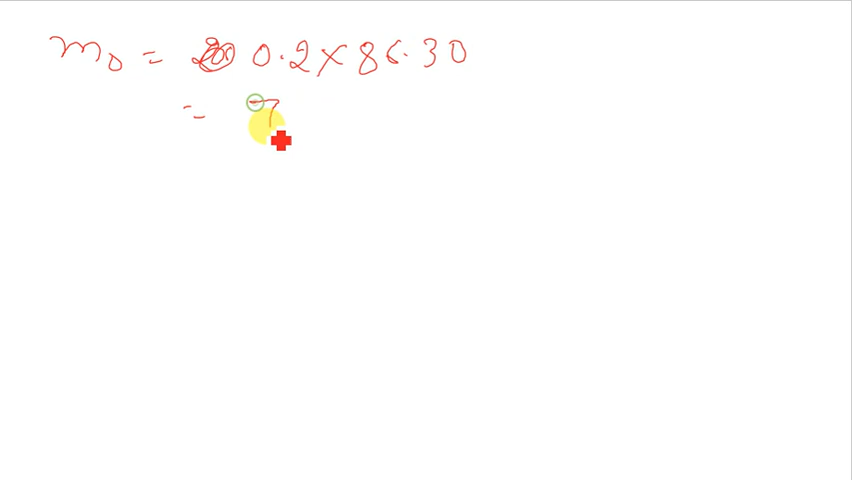 m₀ = 0.2 × 86.30
= 7